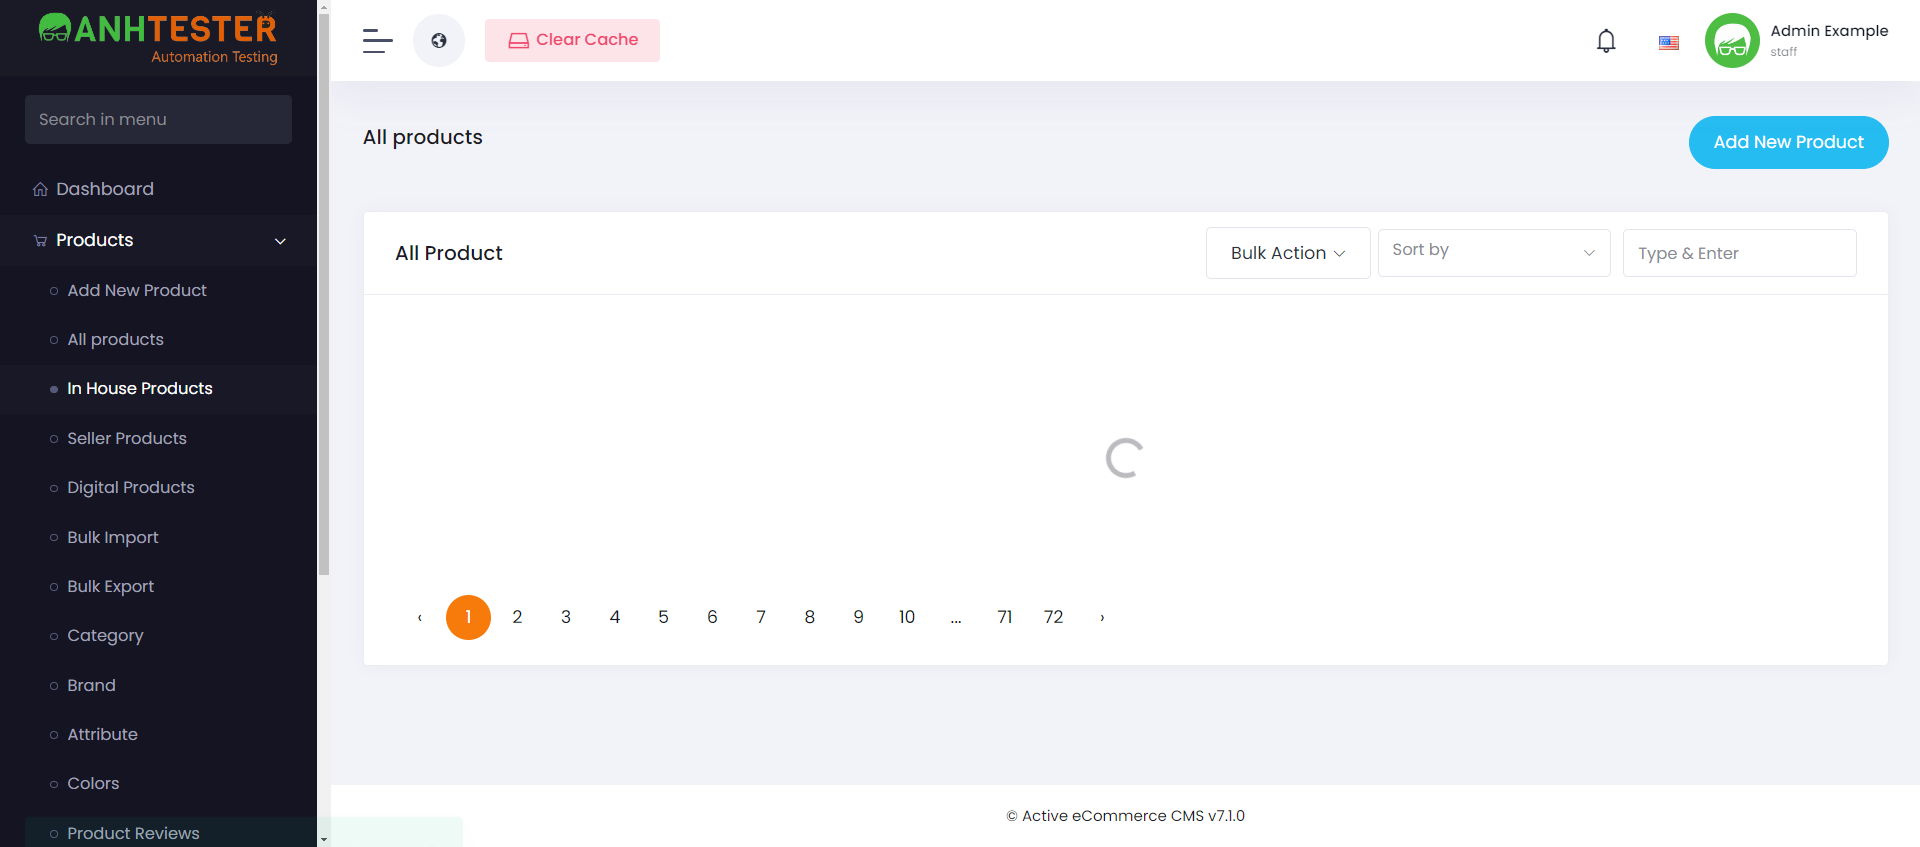 ANHTESTER
Automation Testing
Search in menu
Dashboard
Products
Add New Product
All products
In House Products
Seller Products
Digital Products
Bulk Import
Bulk Export
Category
Brand
Attribute
Colors
Product Reviews
Clear Cache
Admin Example
staff
All products
Add New Product
All Product
Bulk Action
Sort by
Type & Enter
‹ 1 2 3 4 5 6 7 8 9 10 ... 71 72 ›
© Active eCommerce CMS v7.1.0